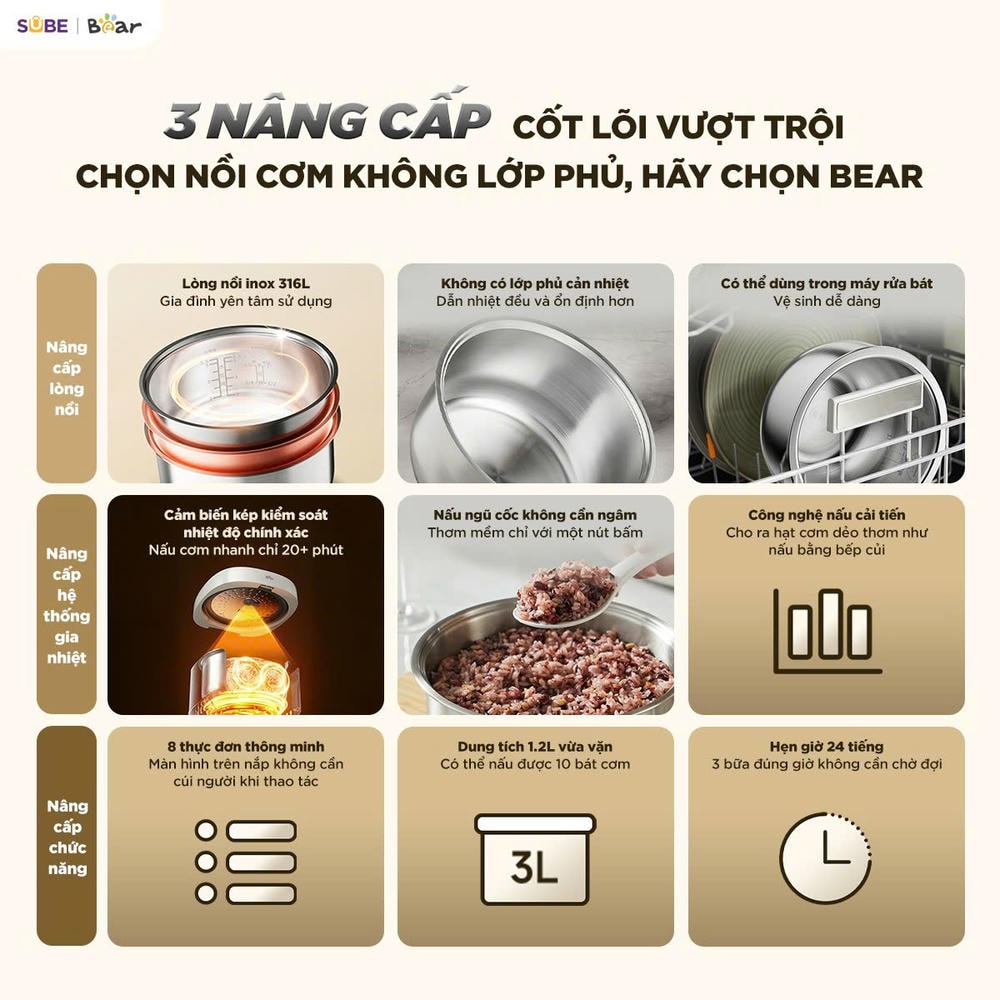 SUBE | Bear
3 NÂNG CẤP CỐT LÕI VƯỢT TRỘI
CHỌN NỒI CƠM KHÔNG LỚP PHỦ, HÃY CHỌN BEAR
Nâng
cấp
lòng
nồi
Lòng nồi inox 316L
Gia đình yên tâm sử dụng
Không có lớp phủ cản nhiệt
Dẫn nhiệt đều và ổn định hơn
Có thể dùng trong máy rửa bát
Vệ sinh dễ dàng
Nâng
cấp
hệ
thống
gia
nhiệt
Cảm biến kép kiểm soát
nhiệt độ chính xác
Nấu cơm nhanh chỉ 20+ phút
Nấu ngũ cốc không cần ngâm
Thơm mềm chỉ với một nút bấm
Công nghệ nấu cải tiến
Cho ra hạt cơm dẻo thơm như
nấu bằng bếp củi
Nâng
cấp
chức
năng
8 thực đơn thông minh
Màn hình trên nắp không cần
cúi người khi thao tác
Dung tích 1.2L vừa vặn
Có thể nấu được 10 bát cơm
3L
Hẹn giờ 24 tiếng
3 bữa đúng giờ không cần chờ đợi